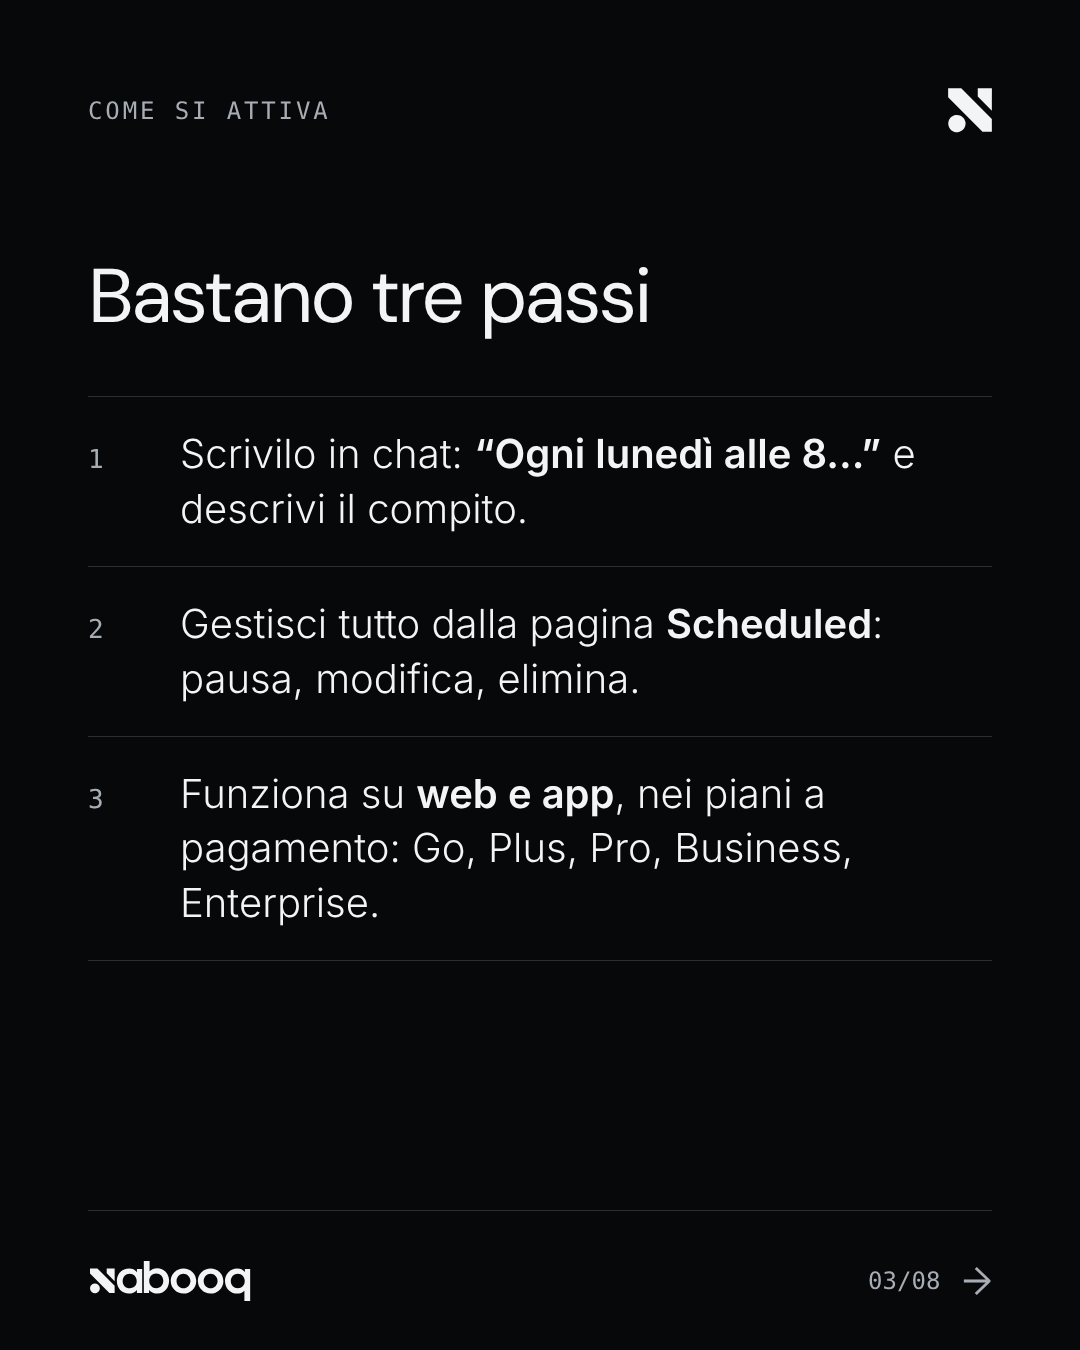 COME SI ATTIVA
Bastano tre passi
1
Scrivilo in chat: “Ogni lunedì alle 8…” e
descrivi il compito.
2
Gestisci tutto dalla pagina Scheduled:
pausa, modifica, elimina.
3
Funziona su web e app, nei piani a
pagamento: Go, Plus, Pro, Business,
Enterprise.
nabooq
03/08 →